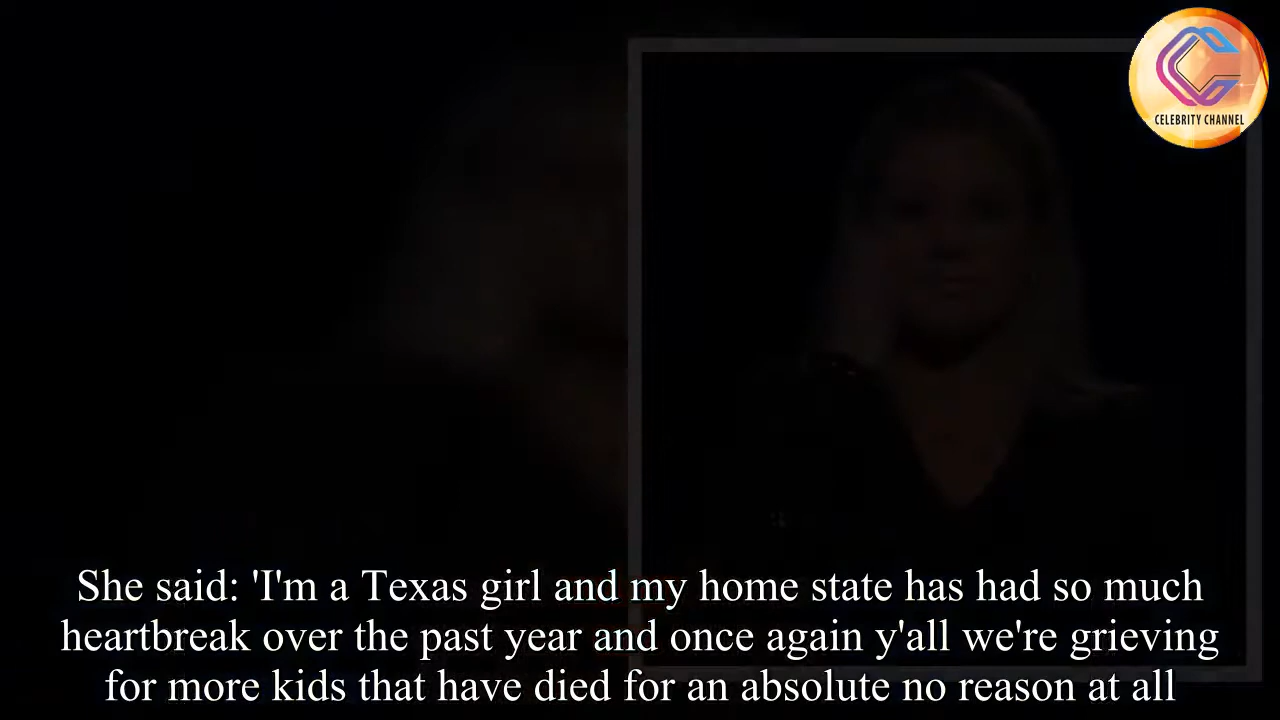 CELEBRITY CHANNEL
She said: 'I'm a Texas girl and my home state has had so much
heartbreak over the past year and once again y'all we're grieving
for more kids that have died for an absolute no reason at all